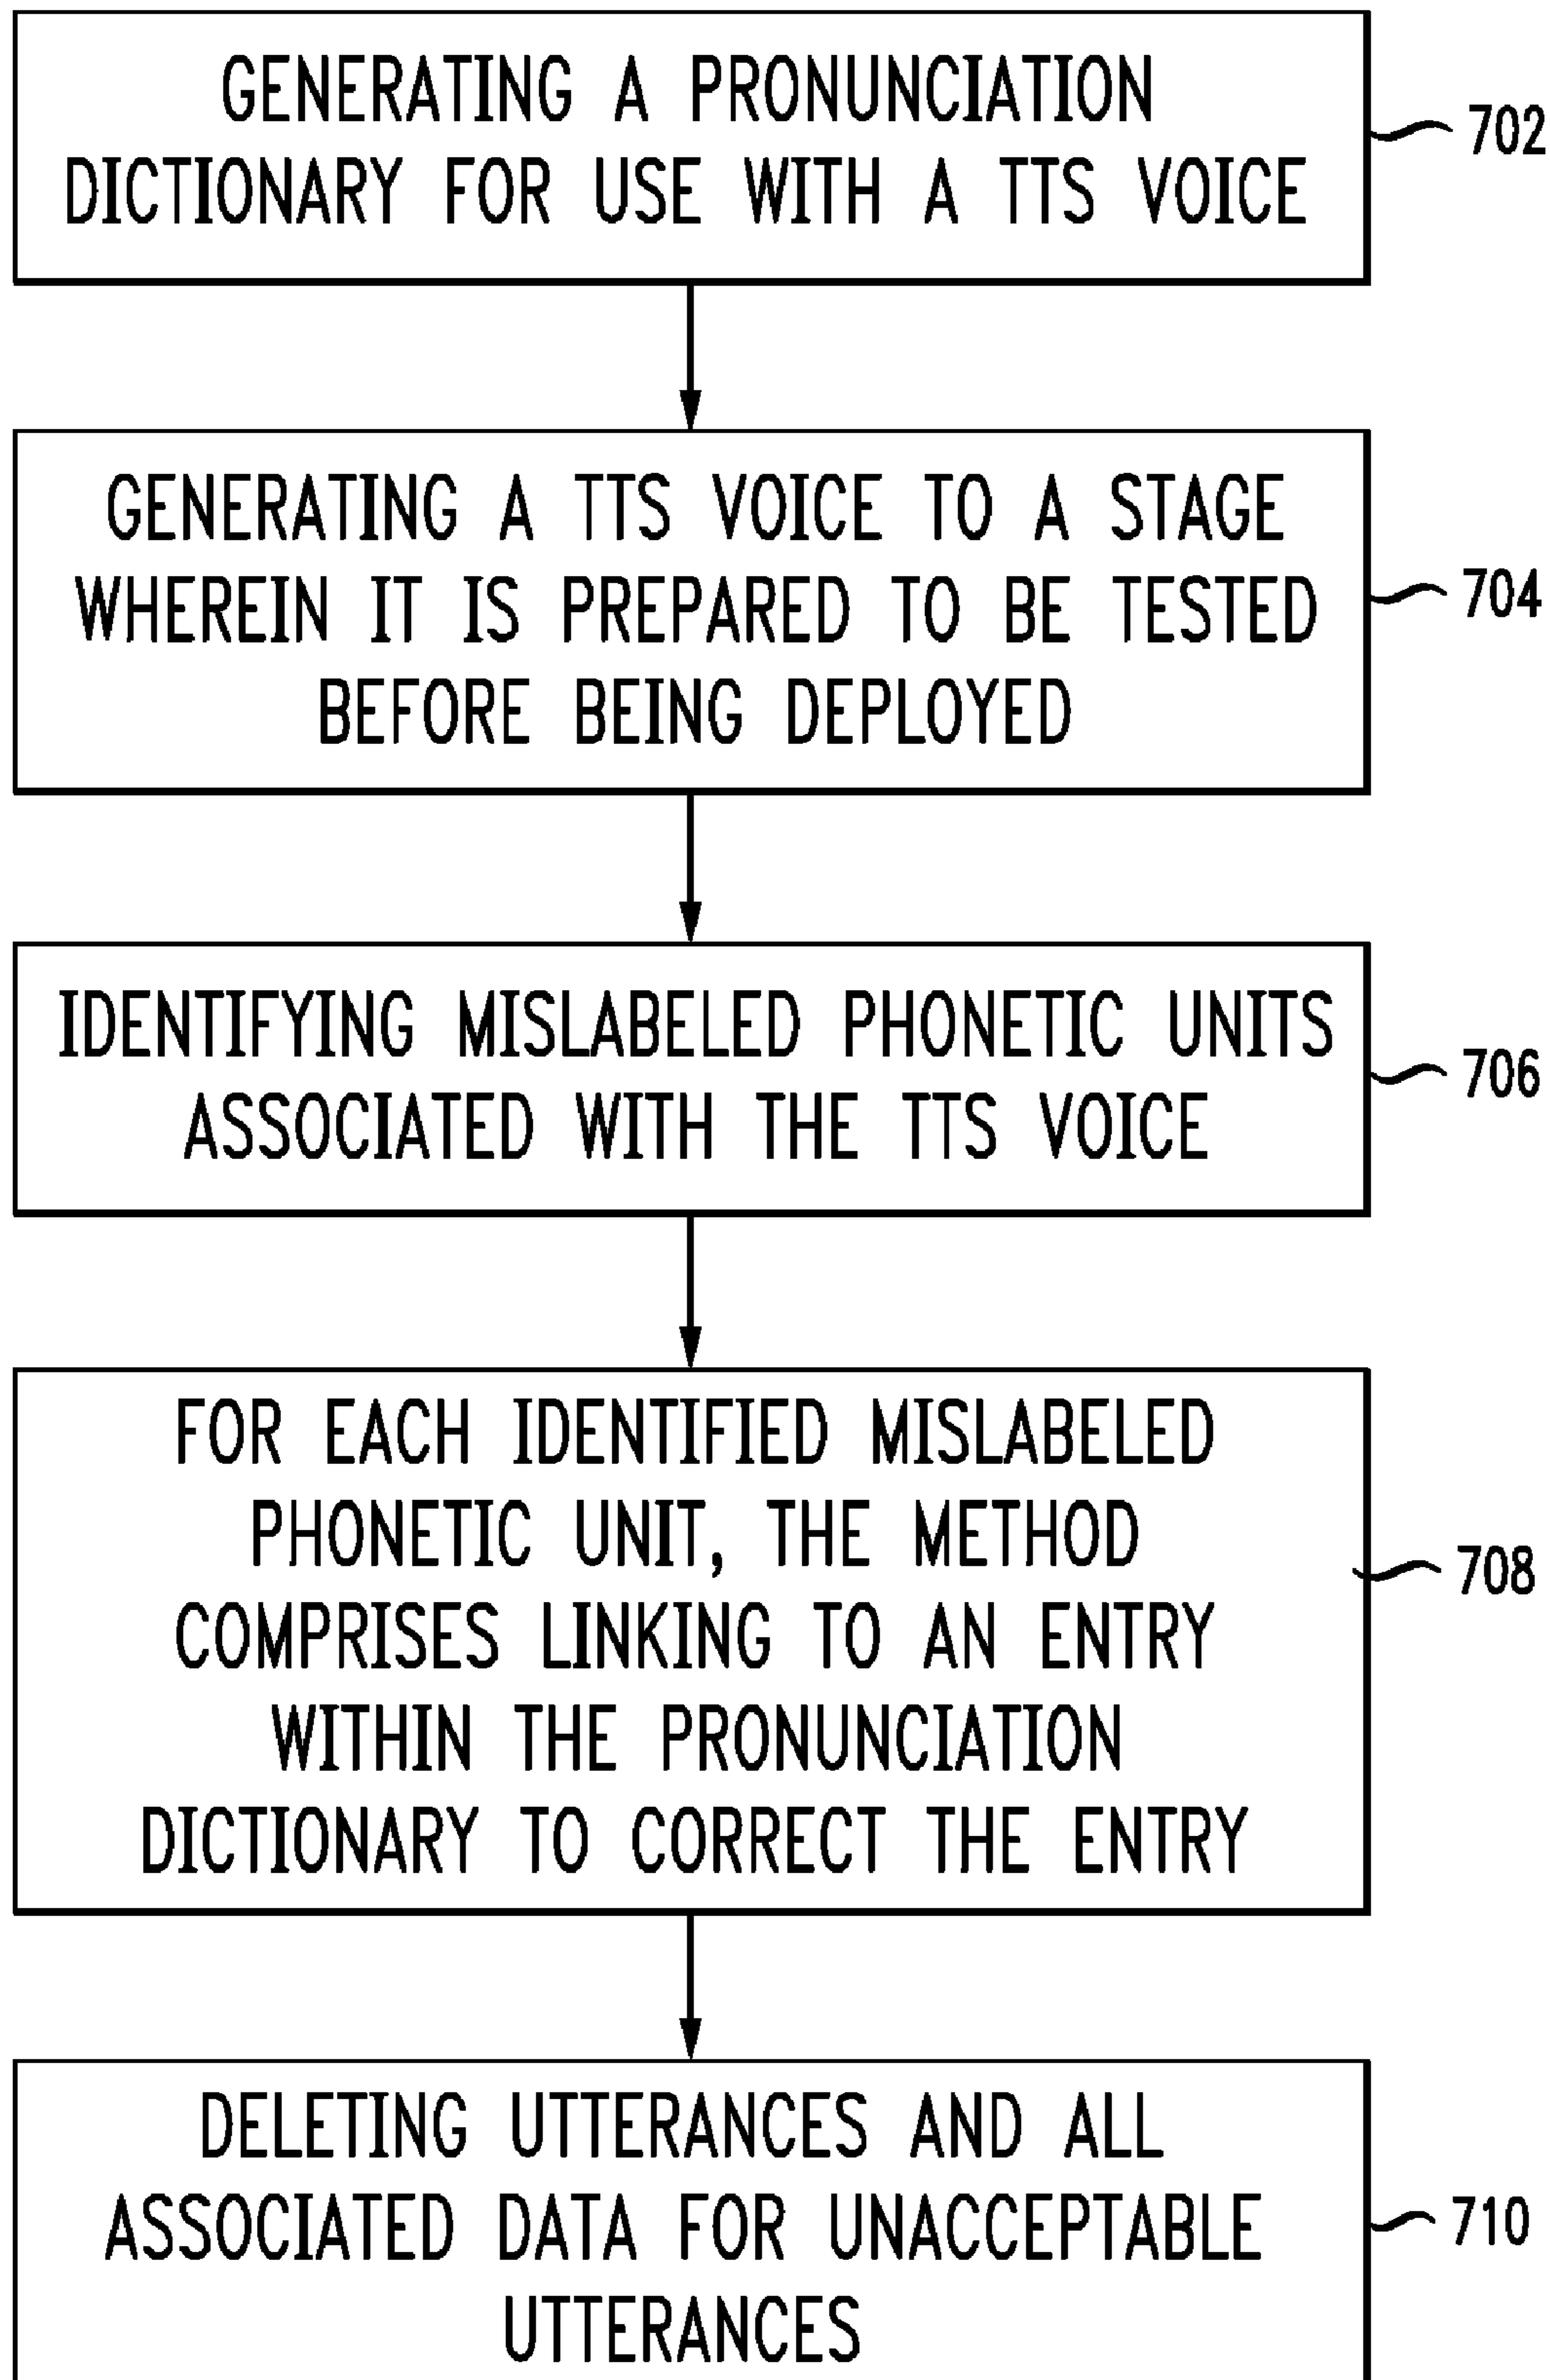 GENERATING A PRONUNCIATION
DICTIONARY FOR USE WITH A TTS VOICE
702
GENERATING A TTS VOICE TO A STAGE
WHEREIN IT IS PREPARED TO BE TESTED
BEFORE BEING DEPLOYED
704
IDENTIFYING MISLABELED PHONETIC UNITS
ASSOCIATED WITH THE TTS VOICE
706
FOR EACH IDENTIFIED MISLABELED
PHONETIC UNIT, THE METHOD
COMPRISES LINKING TO AN ENTRY
WITHIN THE PRONUNCIATION
DICTIONARY TO CORRECT THE ENTRY
708
DELETING UTTERANCES AND ALL
ASSOCIATED DATA FOR UNACCEPTABLE
UTTERANCES
710